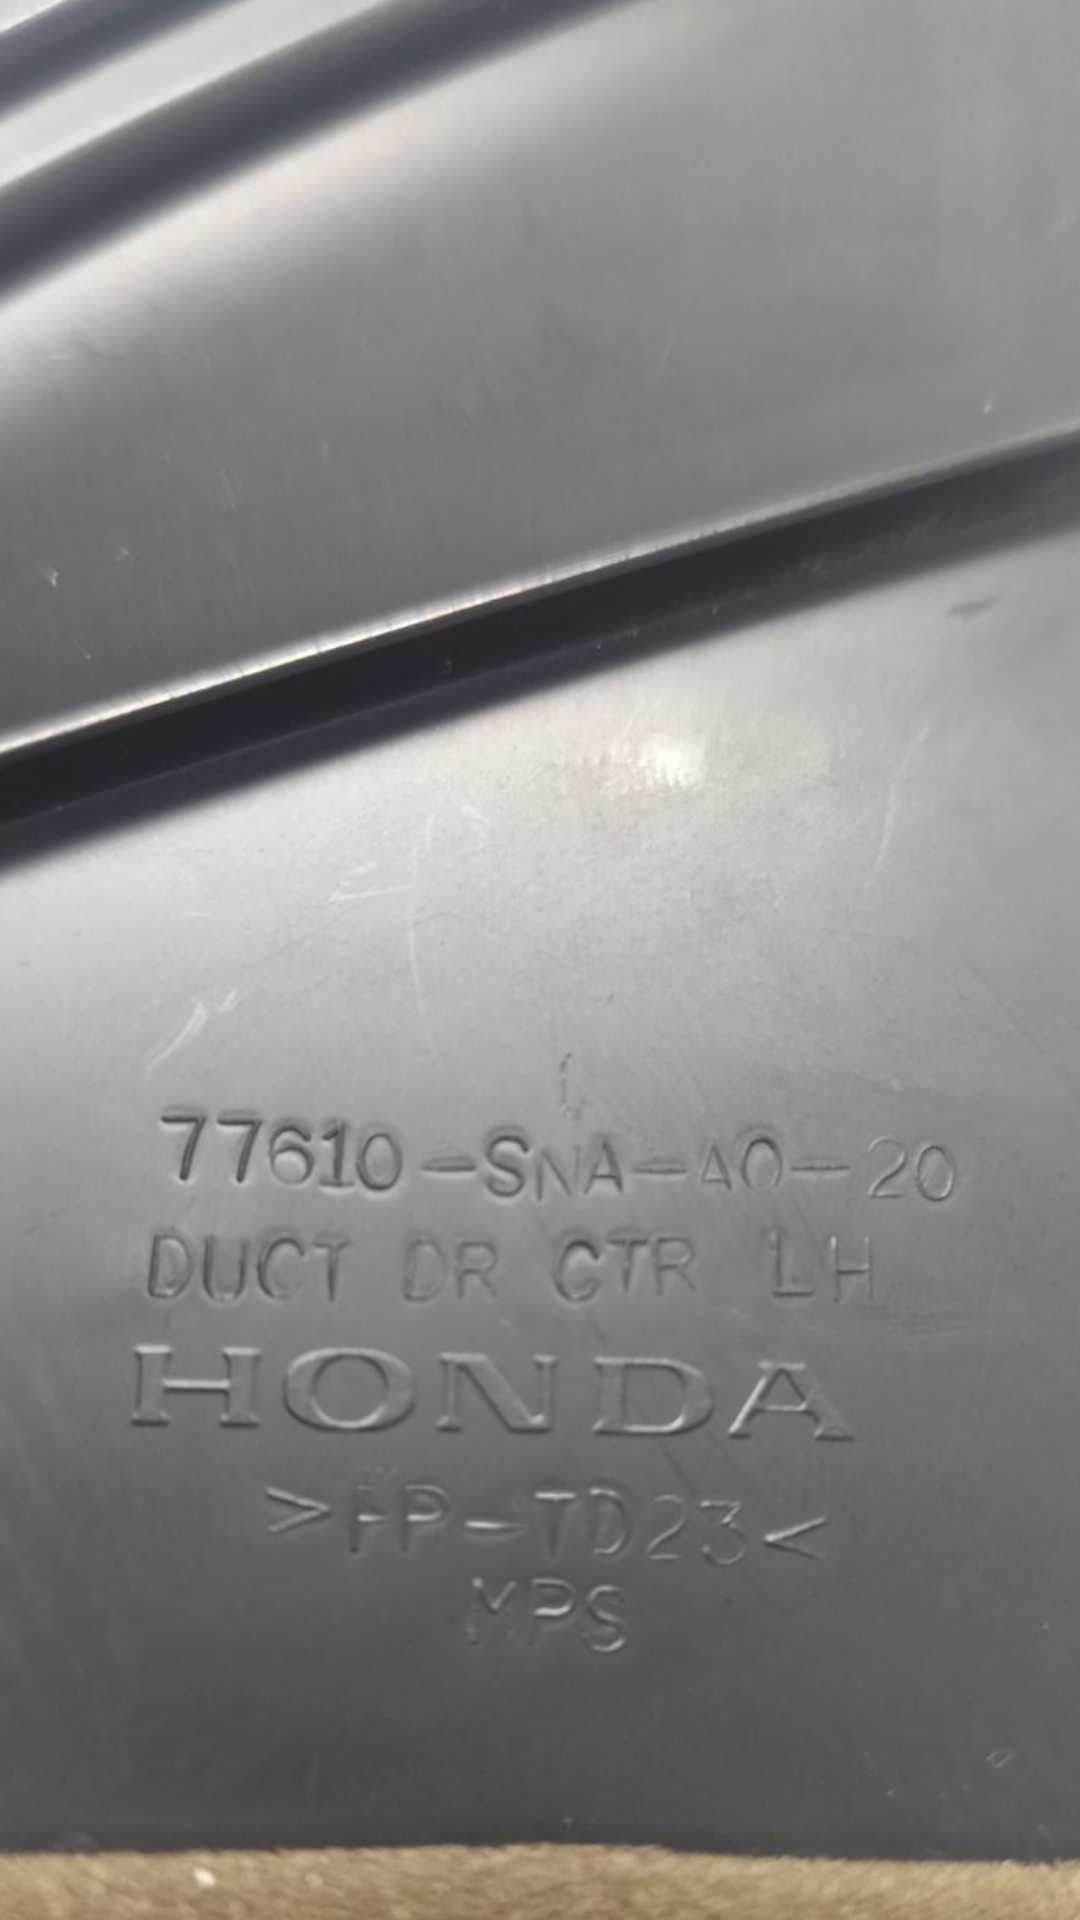 77610-SNA-A0-20
DUCT DR CTR LH
HONDA
>PP-TD23<
MPS